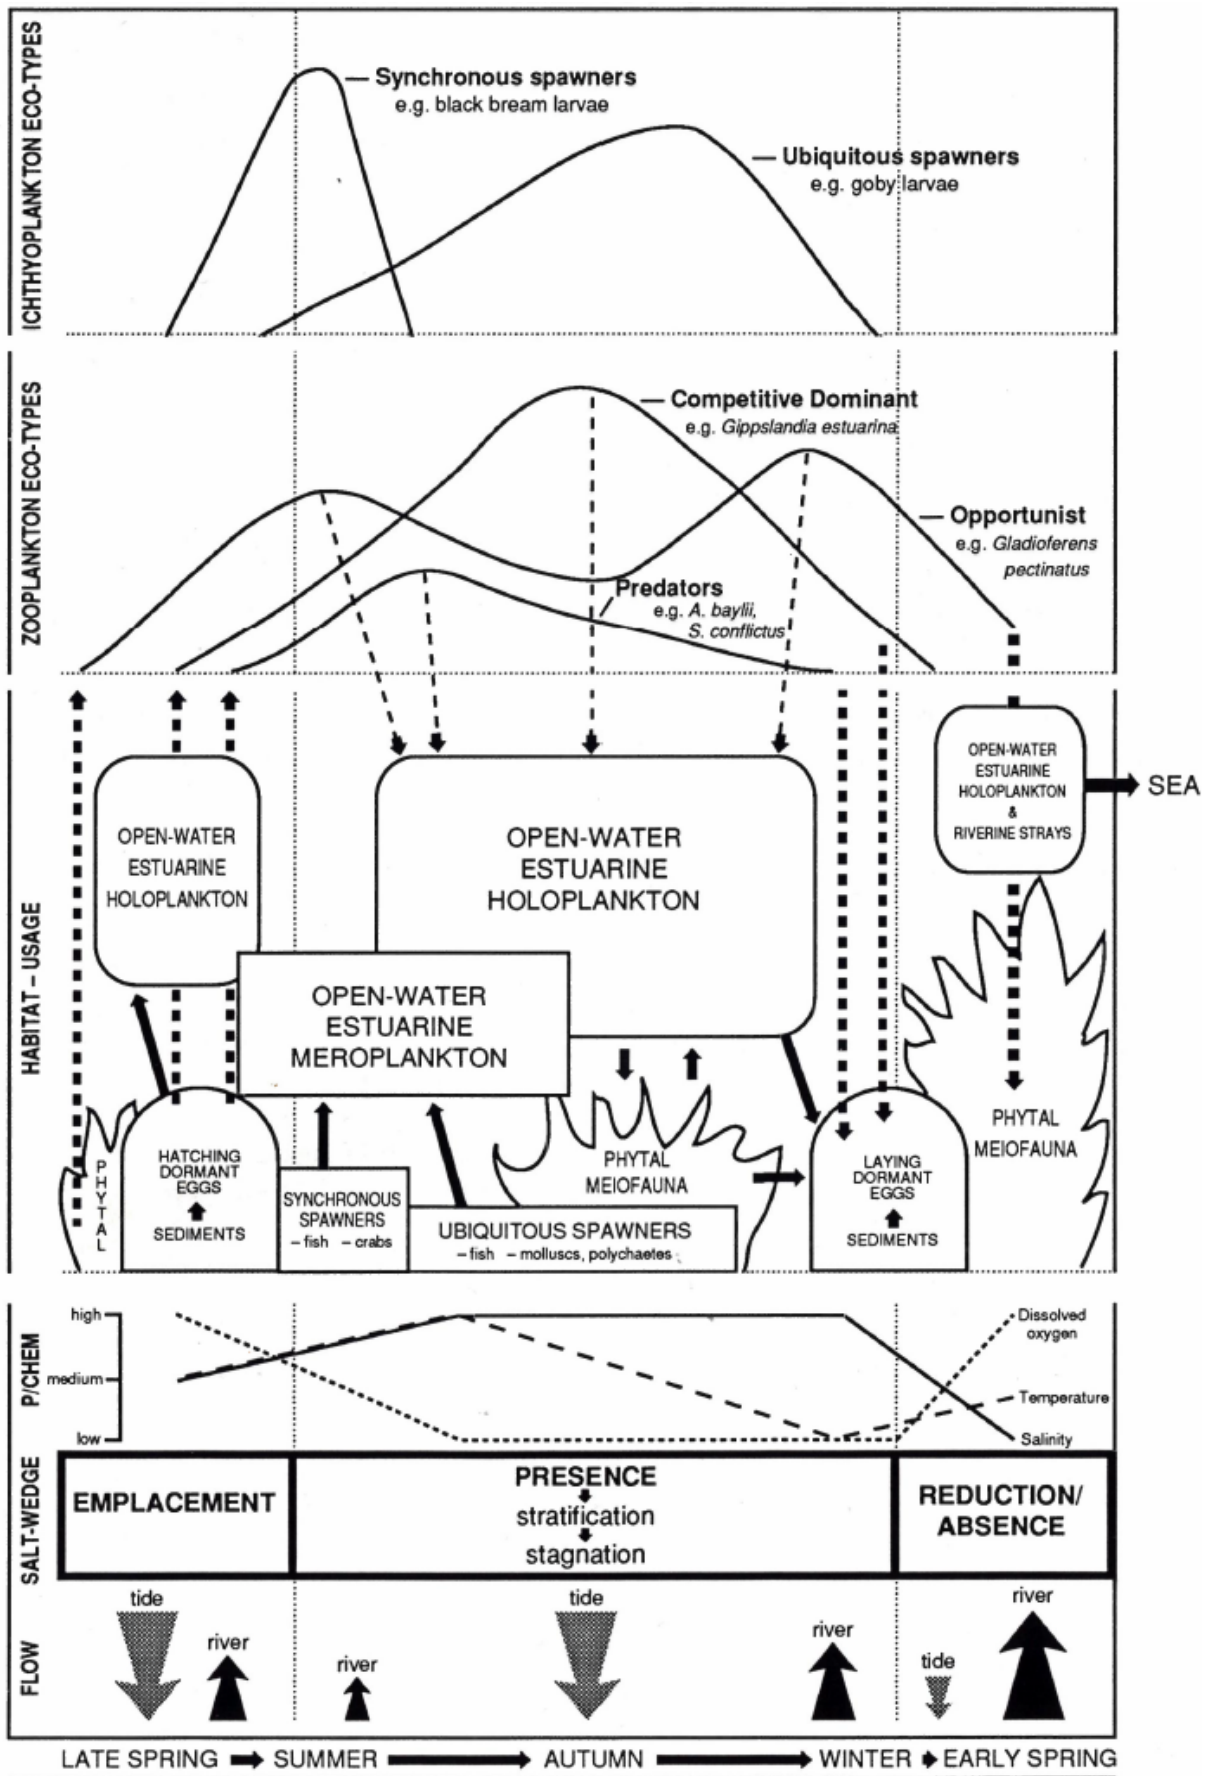 ICHTHYOPLANKTON ECO-TYPES
Synchronous spawners
e.g. black bream larvae
Ubiquitous spawners
e.g. goby larvae
ZOOPLANKTON ECO-TYPES
Competitive Dominant
e.g. Gippslandia estuarina
Opportunist
e.g. Gladioferens
pectinatus
Predators
e.g. A. baylii,
S. conflictus
HABITAT – USAGE
OPEN-WATER
ESTUARINE
HOLOPLANKTON
OPEN-WATER
ESTUARINE
HOLOPLANKTON
OPEN-WATER
ESTUARINE
HOLOPLANKTON
&
RIVERINE STRAYS
SEA
OPEN-WATER
ESTUARINE
MEROPLANKTON
PHYTAL
HATCHING
DORMANT
EGGS
SEDIMENTS
SYNCHRONOUS
SPAWNERS
– fish – crabs
UBIQUITOUS SPAWNERS
– fish – molluscs, polychaetes
PHYTAL
MEIOFAUNA
LAYING
DORMANT
EGGS
SEDIMENTS
PHYTAL
MEIOFAUNA
P/CHEM
high
medium
low
Dissolved
oxygen
Temperature
Salinity
SALT-WEDGE
EMPLACEMENT
PRESENCE
stratification
stagnation
REDUCTION/
ABSENCE
FLOW
tide
river
river
tide
river
tide
river
LATE SPRING SUMMER AUTUMN WINTER EARLY SPRING